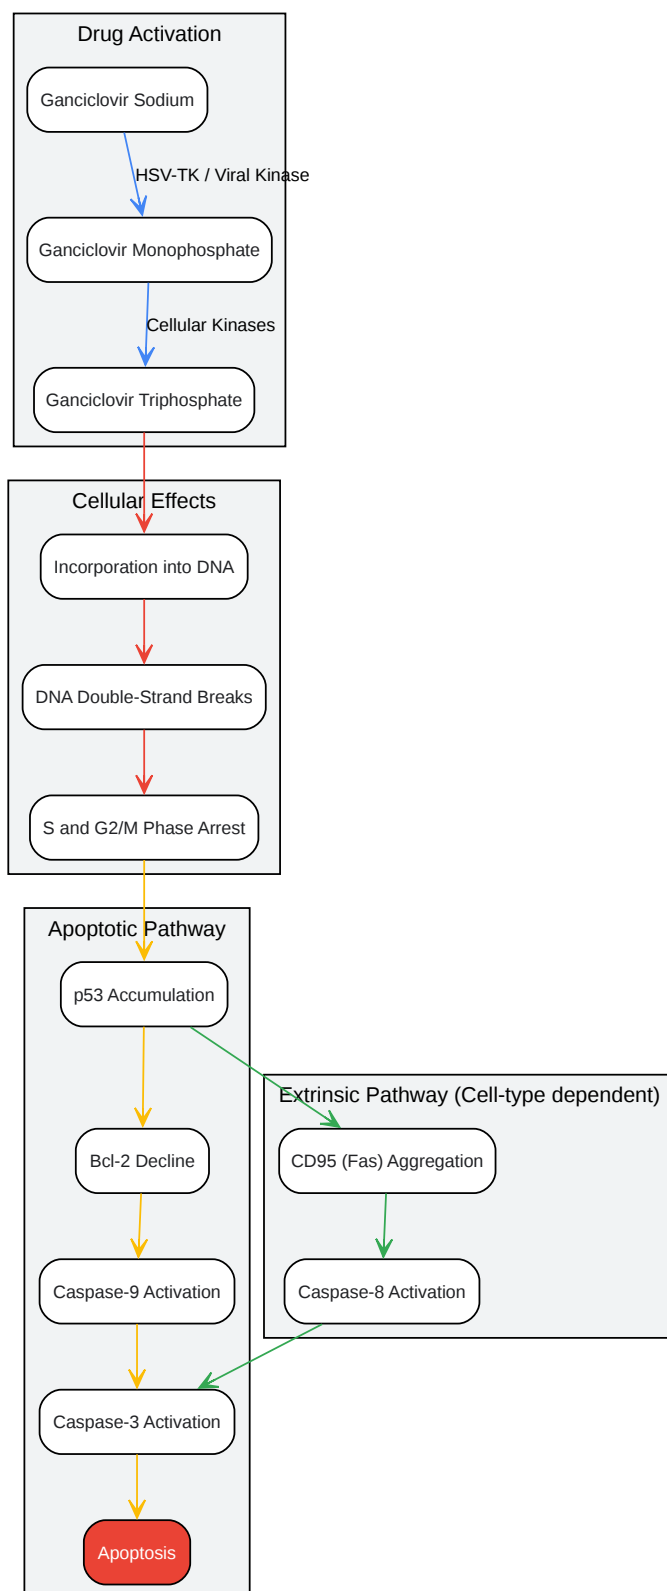 Drug Activation
Ganciclovir Sodium
HSV-TK / Viral Kinase
Ganciclovir Monophosphate
Cellular Kinases
Ganciclovir Triphosphate
Cellular Effects
Incorporation into DNA
DNA Double-Strand Breaks
S and G2/M Phase Arrest
Apoptotic Pathway
p53 Accumulation
Extrinsic Pathway (Cell-type dependent)
Bcl-2 Decline
CD95 (Fas) Aggregation
Caspase-9 Activation
Caspase-8 Activation
Caspase-3 Activation
Apoptosis